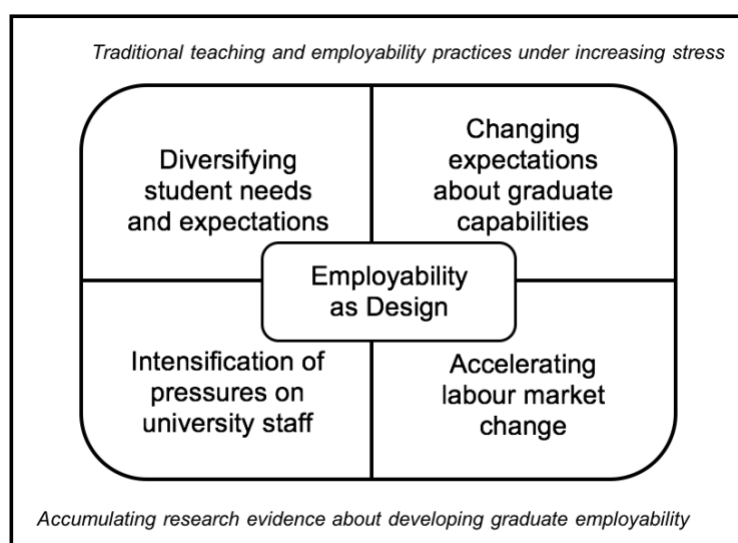 Traditional teaching and employability practices under increasing stress
Diversifying
student needs
and expectations
Changing
expectations
about graduate
capabilities
Employability
as Design
Intensification of
pressures on
university staff
Accelerating
labour market
change
Accumulating research evidence about developing graduate employability